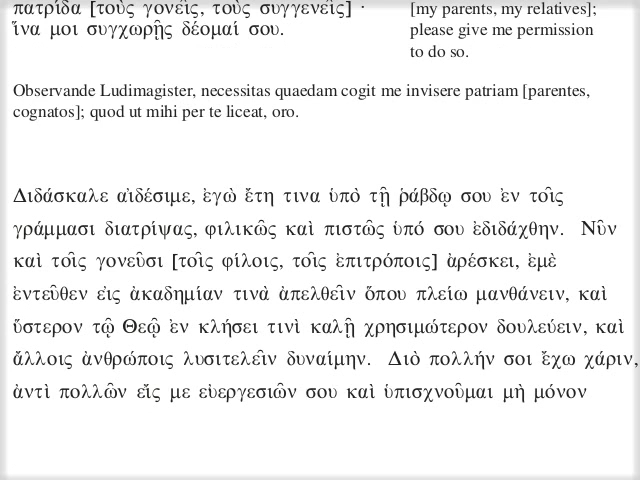 πατρίδα [τοὺς γονεῖς, τοὺς συγγενεῖς] ·
ἵνα μοι συγχωρῇς δέομαί σου.
[my parents, my relatives];
please give me permission
to do so.
Observande Ludimagister, necessitas quaedam cogit me invisere patriam [parentes,
cognatos]; quod ut mihi per te liceat, oro.
Διδάσκαλε αἰδέσιμε, ἐγὼ ἔτη τινα ὑπὸ τῇ ῥάβδῳ σου ἐν τοῖς
γράμμασι διατρίψας, φιλικῶς καὶ πιστῶς ὑπό σου ἐδιδάχθην. Νῦν
καὶ τοῖς γονεῦσι [τοῖς φίλοις, τοῖς ἐπιτρόποις] ἀρέσκει, ἐμὲ
ἐντεῦθεν εἰς ἀκαδημίαν τινὰ ἀπελθεῖν ὅπου πλείω μανθάνειν, καὶ
ὕστερον τῷ Θεῷ ἐν κλήσει τινὶ καλῇ χρησιμώτερον δουλεύειν, καὶ
ἄλλοις ἀνθρώποις λυσιτελεῖν δυναίμην. Διὸ πολλήν σοι ἔχω χάριν,
ἀντὶ πολλῶν εἴς με εὐεργεσιῶν σου καὶ ὑπισχνοῦμαι μὴ μόνον